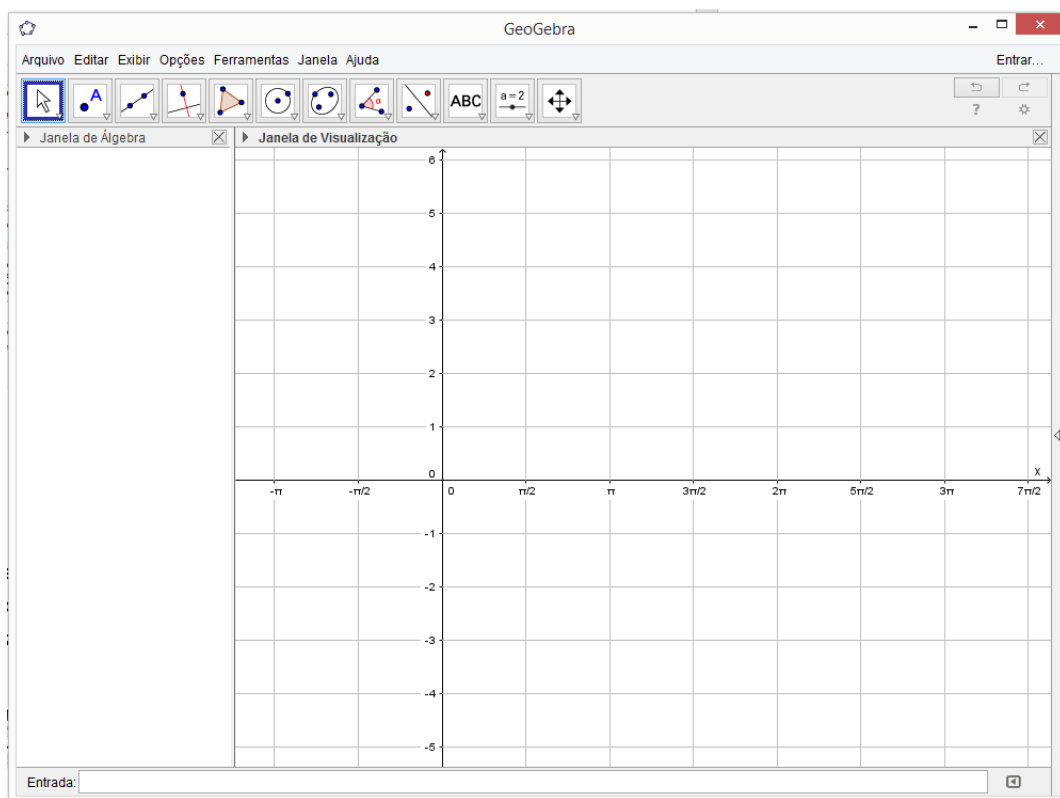 GeoGebra
Arquivo Editar Exibir Opções Ferramentas Janela Ajuda Entrar...
A α ABC a=2 ?
Janela de Álgebra Janela de Visualização
6
5
4
3
2
1
0 x
-π -π/2 0 π/2 π 3π/2 2π 5π/2 3π 7π/2
-1
-2
-3
-4
-5
Entrada: